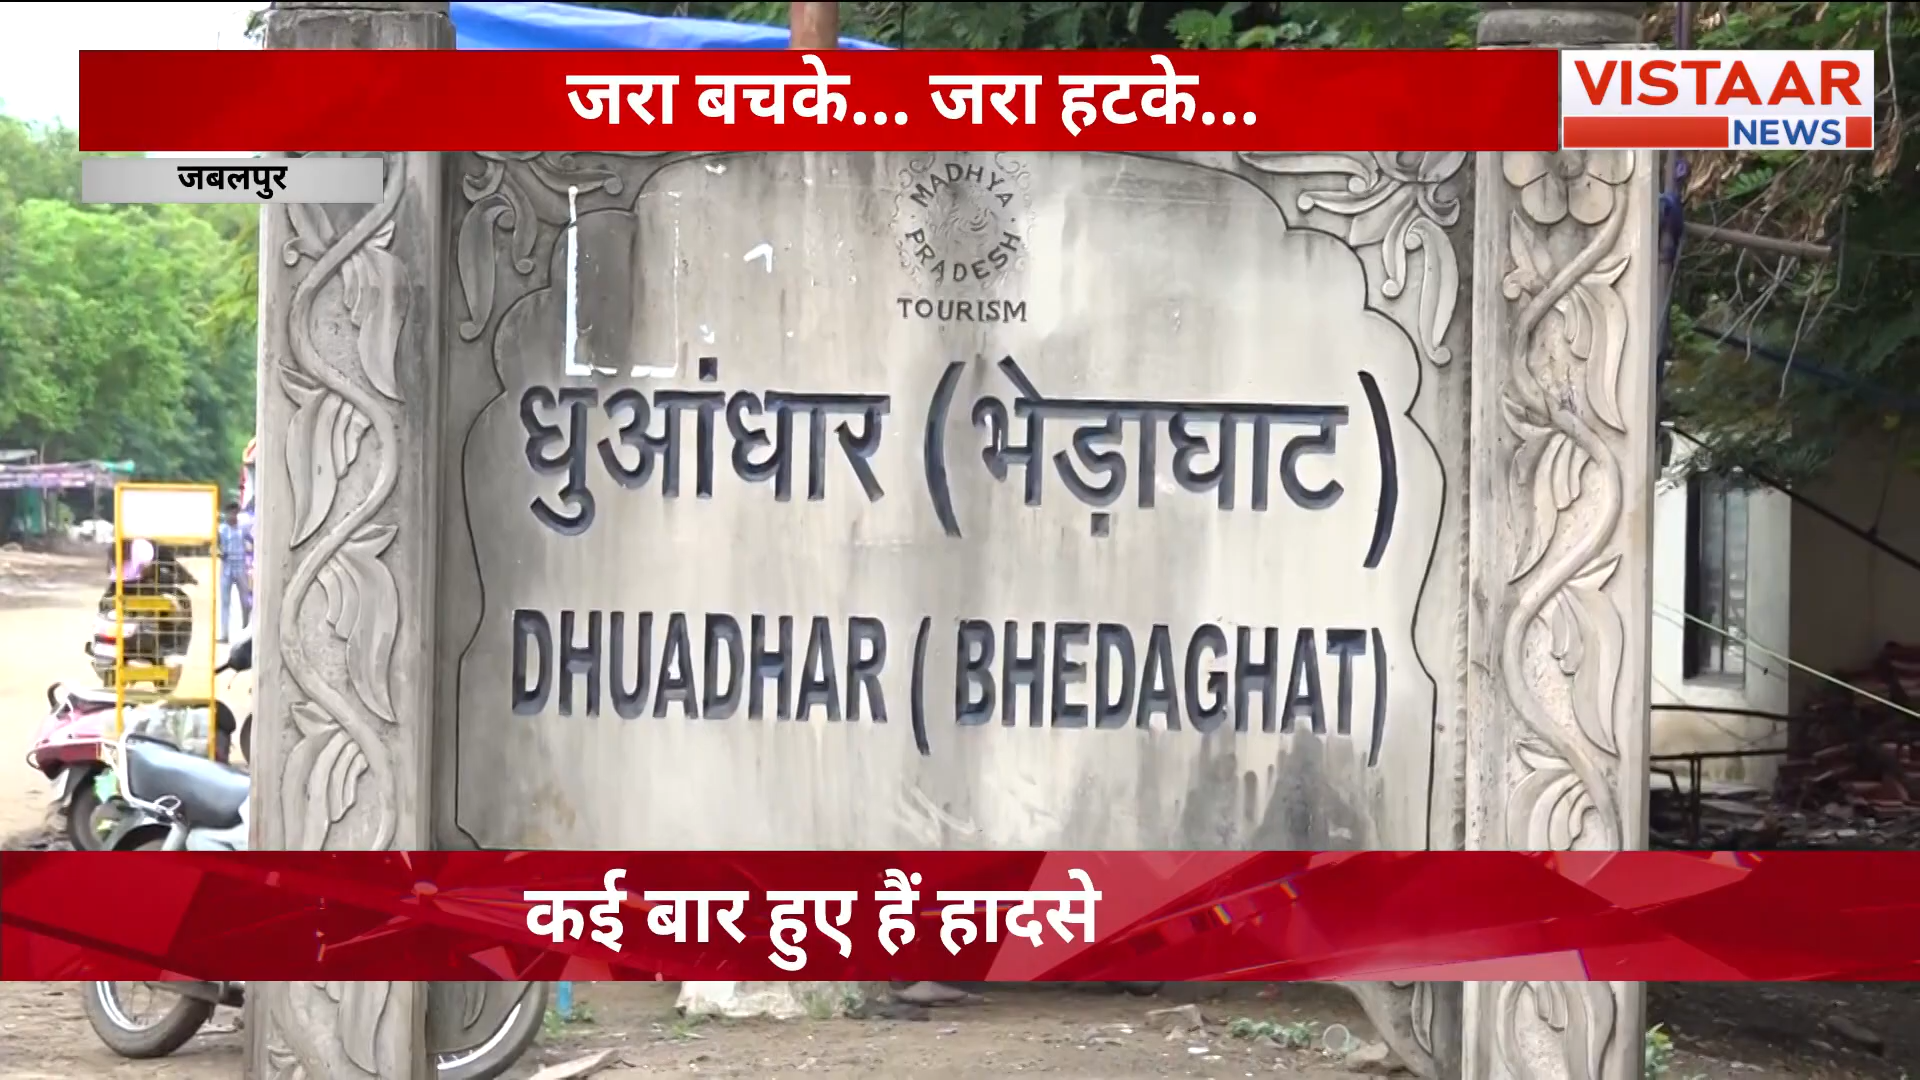 जरा बचके... जरा हटके...
VISTAAR
NEWS
जबलपुर
MADHYA PRADESH
TOURISM
धुआंधार (भेड़ाघाट)
DHUADHAR ( BHEDAGHAT)
कई बार हुए हैं हादसे